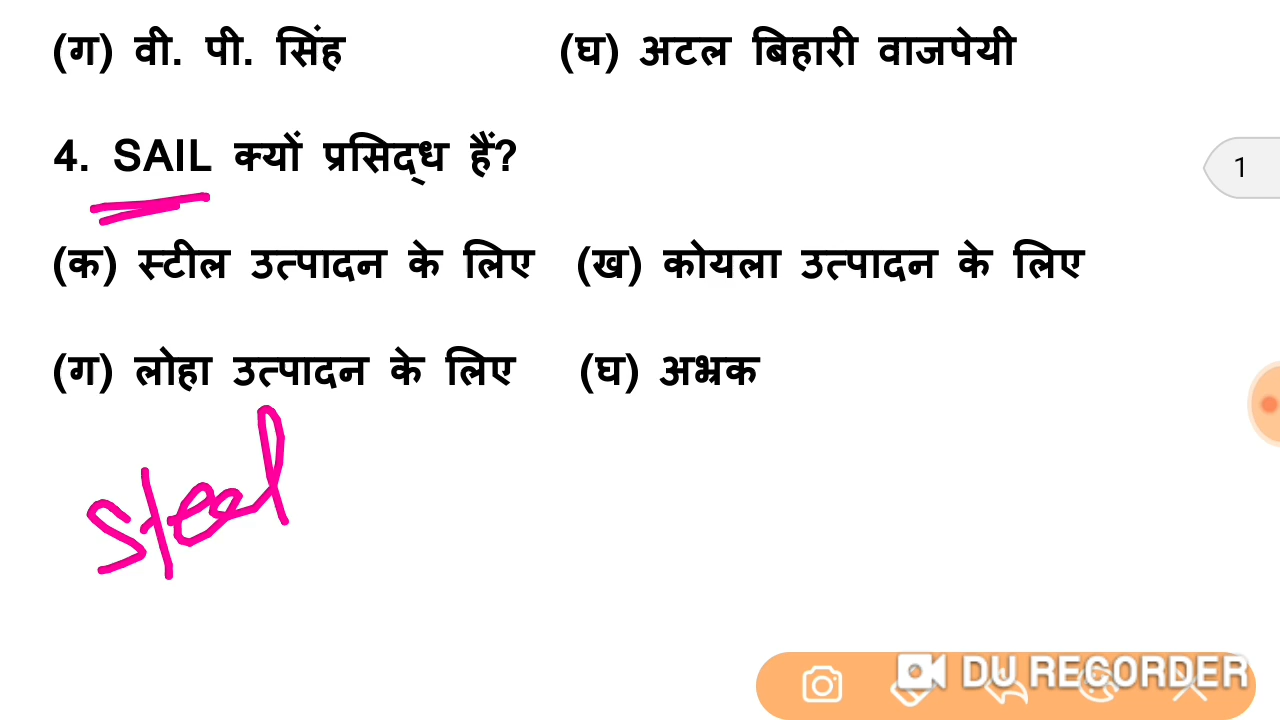 (ग) वी. पी. सिंह (घ) अटल बिहारी वाजपेयी
4. SAIL क्यों प्रसिद्ध हैं?
1
(क) स्टील उत्पादन के लिए (ख) कोयला उत्पादन के लिए
(ग) लोहा उत्पादन के लिए (घ) अभ्रक
Steel
DU RECORDER